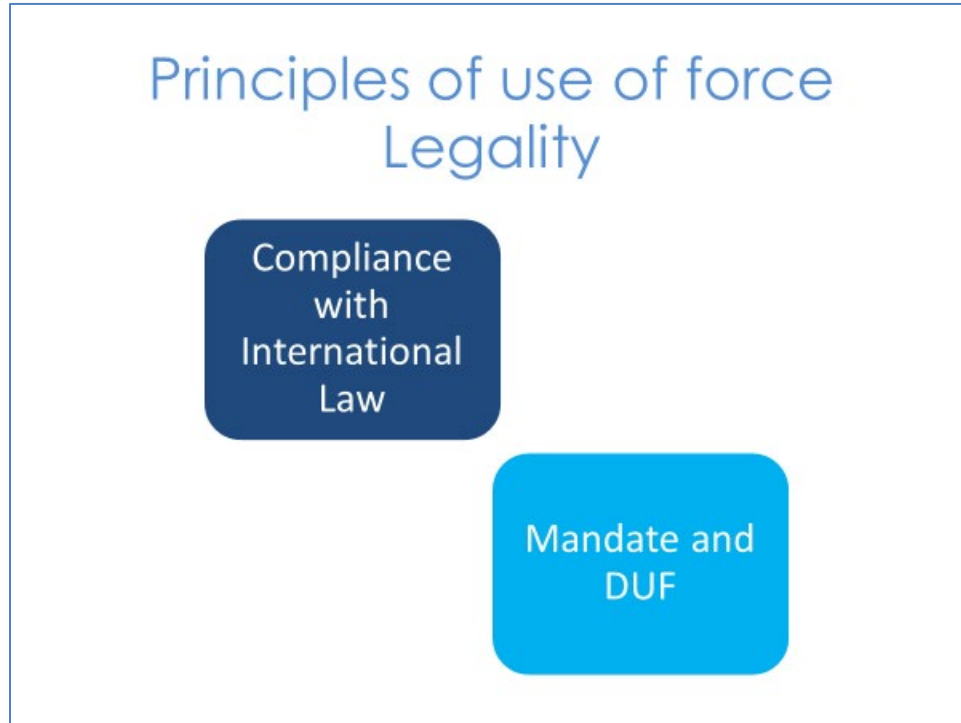 Principles of use of force
Legality
Compliance
with
International
Law
Mandate and
DUF